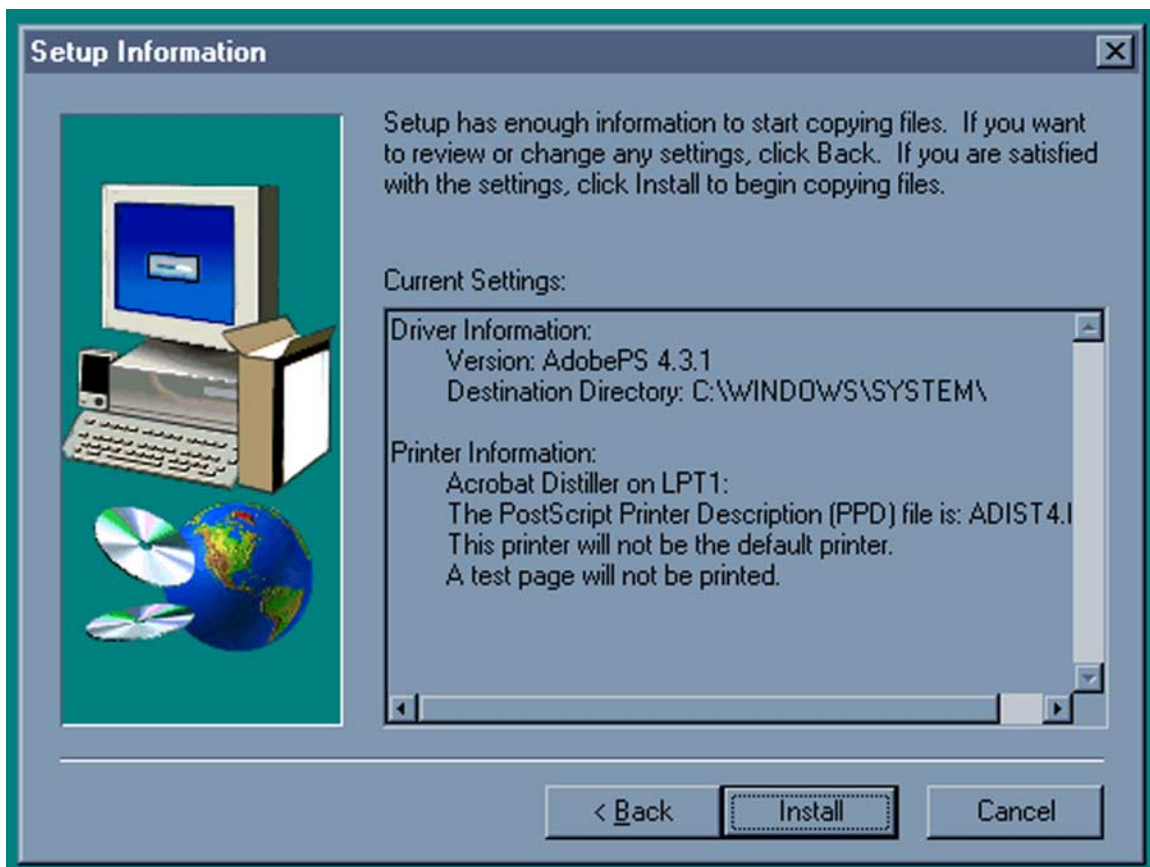 Setup Information
Setup has enough information to start copying files.  If you want
to review or change any settings, click Back.  If you are satisfied
with the settings, click Install to begin copying files.
Current Settings:
Driver Information:
Version: AdobePS 4.3.1
Destination Directory: C:\WINDOWS\SYSTEM\
Printer Information:
Acrobat Distiller on LPT1:
The PostScript Printer Description (PPD) file is: ADIST4.
This printer will not be the default printer.
A test page will not be printed.
< Back
Install
Cancel